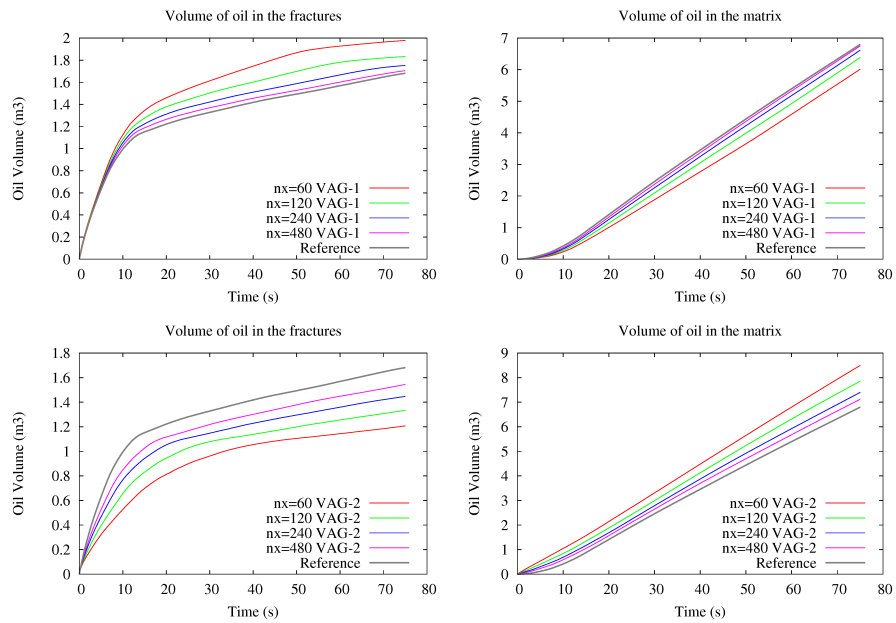 Volume of oil in the fractures
Oil Volume (m3)
2
1.8
1.6
1.4
1.2
1
0.8
0.6
0.4
0.2
0
nx=60 VAG-1
nx=120 VAG-1
nx=240 VAG-1
nx=480 VAG-1
Reference
0 10 20 30 40 50 60 70 80
Time (s)
Volume of oil in the matrix
Oil Volume (m3)
7
6
5
4
3
2
1
0
nx=60 VAG-1
nx=120 VAG-1
nx=240 VAG-1
nx=480 VAG-1
Reference
0 10 20 30 40 50 60 70 80
Time (s)
Volume of oil in the fractures
Oil Volume (m3)
1.8
1.6
1.4
1.2
1
0.8
0.6
0.4
0.2
0
nx=60 VAG-2
nx=120 VAG-2
nx=240 VAG-2
nx=480 VAG-2
Reference
0 10 20 30 40 50 60 70 80
Time (s)
Volume of oil in the matrix
Oil Volume (m3)
9
8
7
6
5
4
3
2
1
0
nx=60 VAG-2
nx=120 VAG-2
nx=240 VAG-2
nx=480 VAG-2
Reference
0 10 20 30 40 50 60 70 80
Time (s)